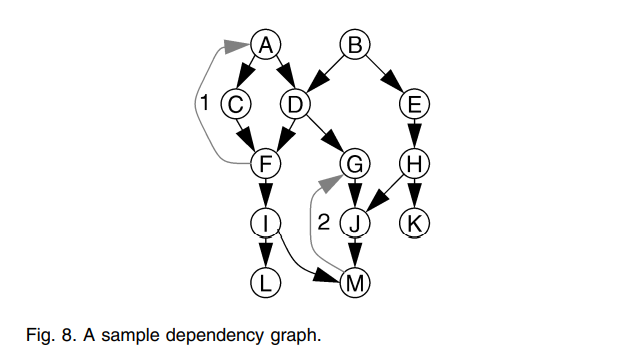 A B
1 C D E
F G H
I 2 J K
L M
Fig. 8. A sample dependency graph.